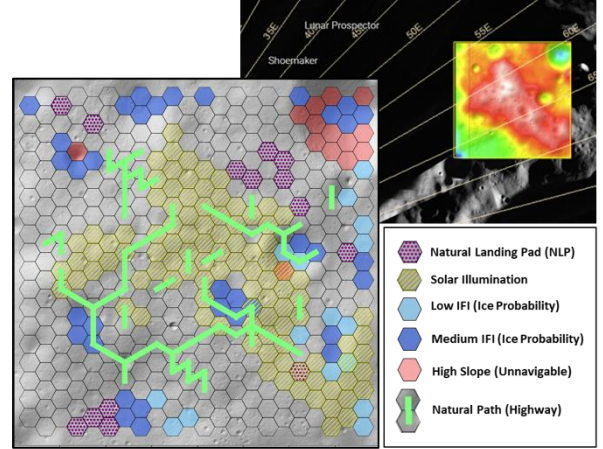 Lunar Prospector
35E
40E
45E
50E
55E
60E
Shoemaker
Natural Landing Pad (NLP)
Solar Illumination
Low IFI (Ice Probability)
Medium IFI (Ice Probability)
High Slope (Unnavigable)
Natural Path (Highway)